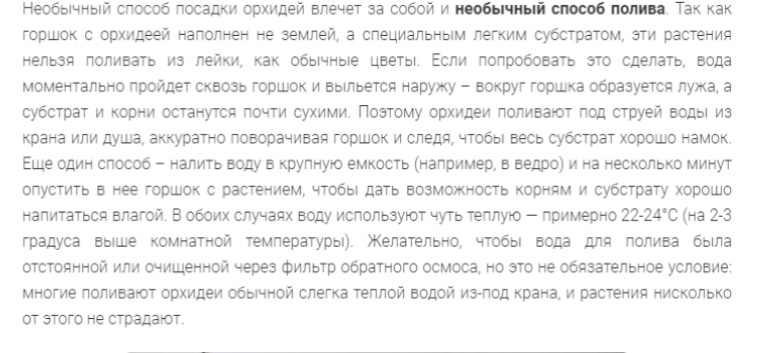 Необычный способ посадки орхидей влечет за собой и необычный способ полива. Так как
горшок с орхидеей наполнен не землей, а специальным легким субстратом, эти растения
нельзя поливать из лейки, как обычные цветы. Если попробовать это сделать, вода
моментально пройдет сквозь горшок и выльется наружу – вокруг горшка образуется лужа, а
субстрат и корни останутся почти сухими. Поэтому орхидеи поливают под струей воды из
крана или душа, аккуратно поворачивая горшок и следя, чтобы весь субстрат хорошо намок.
Еще один способ – налить воду в крупную емкость (например, в ведро) и на несколько минут
опустить в нее горшок с растением, чтобы дать возможность корням и субстрату хорошо
напитаться влагой. В обоих случаях воду используют чуть теплую — примерно 22-24°С (на 2-3
градуса выше комнатной температуры). Желательно, чтобы вода для полива была
отстоянной или очищенной через фильтр обратного осмоса, но это не обязательное условие:
многие поливают орхидеи обычной слегка теплой водой из-под крана, и растения нисколько
от этого не страдают.